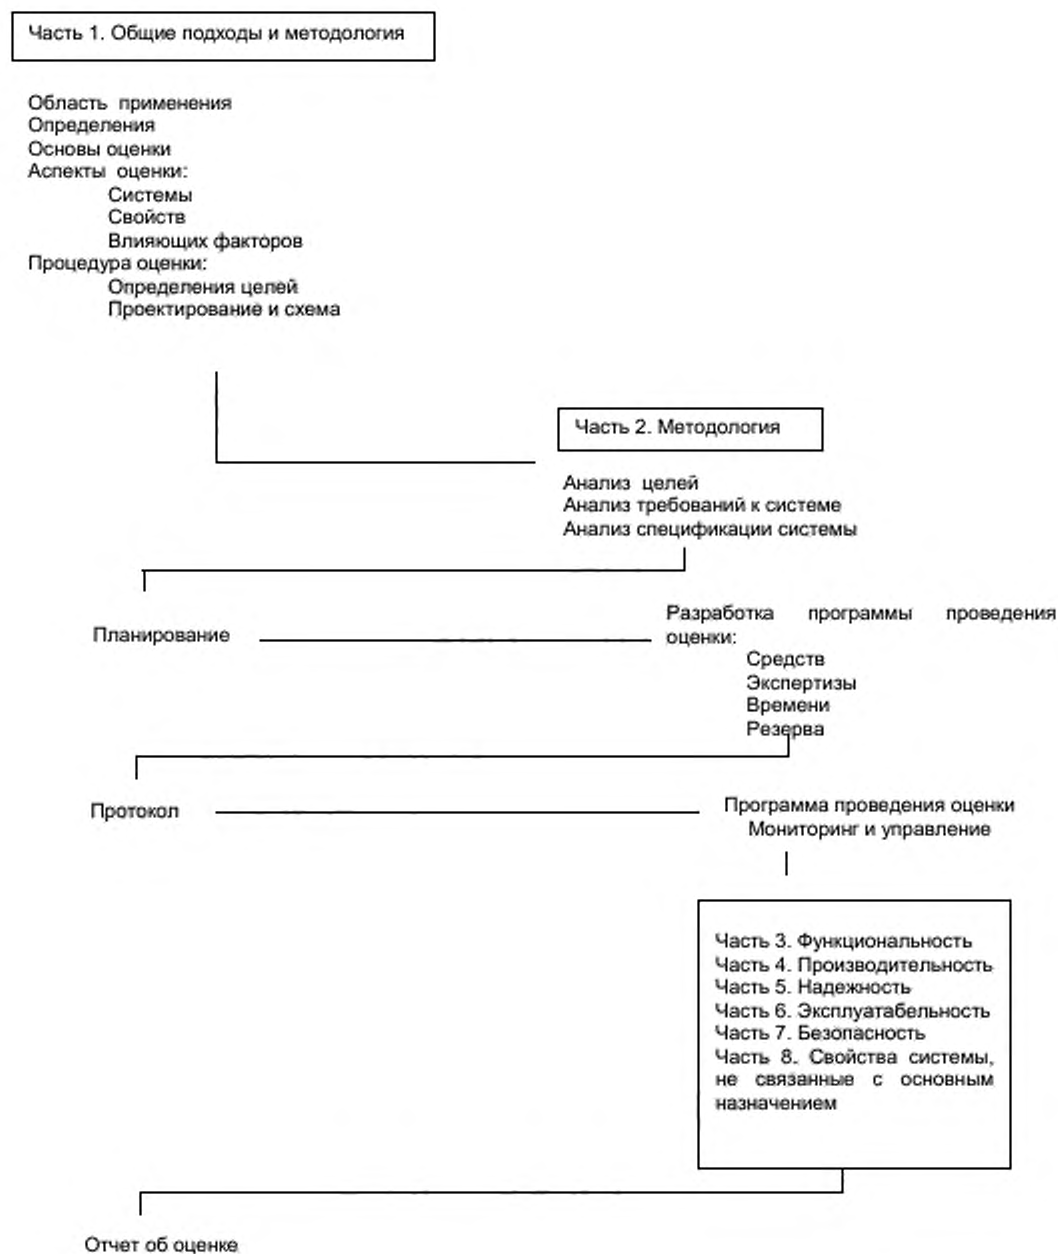 Часть 1. Общие подходы и методология
Область применения
Определения
Основы оценки
Аспекты оценки:
Системы
Свойств
Влияющих факторов
Процедура оценки:
Определения целей
Проектирование и схема
Часть 2. Методология
Анализ целей
Анализ требований к системе
Анализ спецификации системы
Планирование
Разработка программы проведения
оценки:
Средств
Экспертизы
Времени
Резерва
Протокол
Программа проведения оценки
Мониторинг и управление
Часть 3. Функциональность
Часть 4. Производительность
Часть 5. Надежность
Часть 6. Эксплуатабельность
Часть 7. Безопасность
Часть 8. Свойства системы,
не связанные с основным
назначением
Отчет об оценке